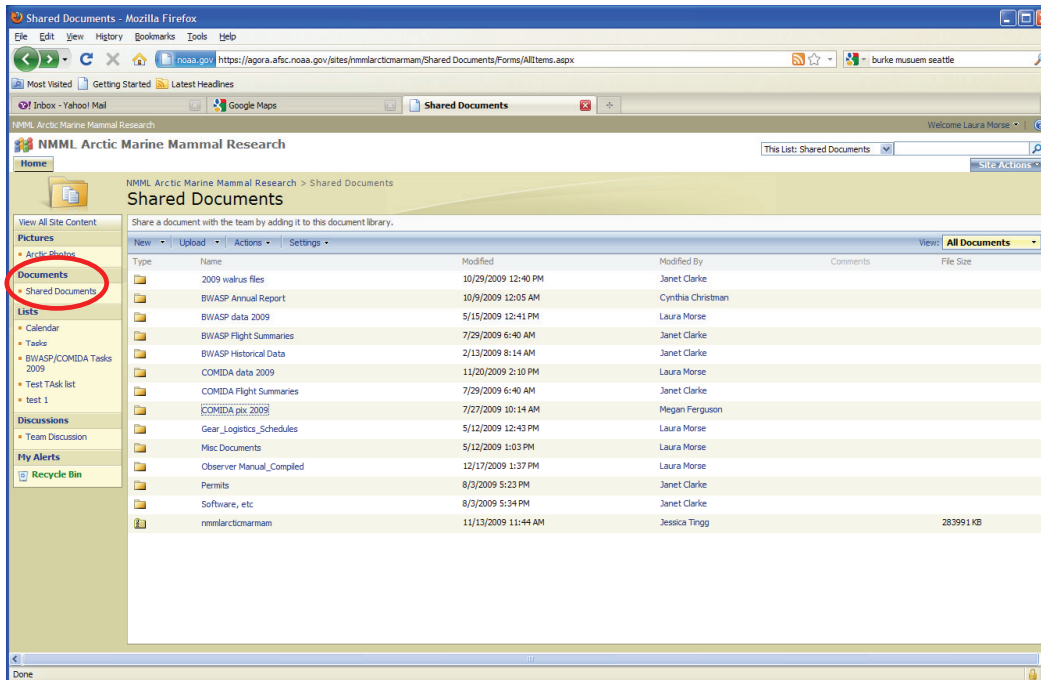 Shared Documents - Mozilla Firefox
File Edit View History Bookmarks Tools Help
noaa.gov https://agora.afsc.noaa.gov/sites/nmmlarcticmarmam/Shared Documents/Forms/AllItems.aspx burke musuem seattle
Most Visited Getting Started Latest Headlines
Inbox - Yahoo! Mail Google Maps Shared Documents
NMML Arctic Marine Mammal Research Welcome Laura Morse
NMML Arctic Marine Mammal Research This List: Shared Documents
Home Site Actions
NMML Arctic Marine Mammal Research > Shared Documents
Shared Documents
View All Site Content Share a document with the team by adding it to this document library.
Pictures New Upload Actions Settings View: All Documents
Arctic Photos
Type Name Modified Modified By Comments File Size
Documents 2009 walrus files 10/29/2009 12:40 PM Janet Clarke
Shared Documents BWASP Annual Report 10/9/2009 12:05 AM Cynthia Christman
Lists BWASP data 2009 5/15/2009 12:41 PM Laura Morse
Calendar BWASP Flight Summaries 7/29/2009 6:40 AM Janet Clarke
Tasks
BWASP/COMIDA Tasks 2009 BWASP Historical Data 2/13/2009 8:14 AM Janet Clarke
COMIDA data 2009 11/20/2009 2:10 PM Laura Morse
Test TAsk list COMIDA Flight Summaries 7/29/2009 6:40 AM Janet Clarke
test 1 COMIDA pix 2009 7/27/2009 10:14 AM Megan Ferguson
Discussions Gear_Logistics_Schedules 5/12/2009 12:43 PM Laura Morse
Team Discussion Misc Documents 5/12/2009 1:03 PM Laura Morse
My Alerts Observer Manual_Compiled 12/17/2009 1:37 PM Laura Morse
Recycle Bin Permits 8/3/2009 5:23 PM Janet Clarke
Software, etc 8/3/2009 5:34 PM Janet Clarke
nmmlarcticmarmam 11/13/2009 11:44 AM Jessica Tingg 283991 KB
Done